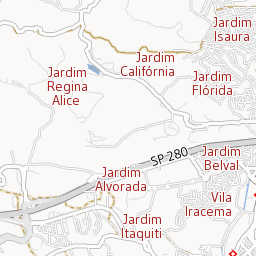 Jardim
Isaura
Jardim
Califórnia
Jardim
Regina
Alice
Jardim
Flórida
SP 280
Jardim
Belval
Jardim
Alvorada
Vila
Iracema
Jardim
Itaquiti